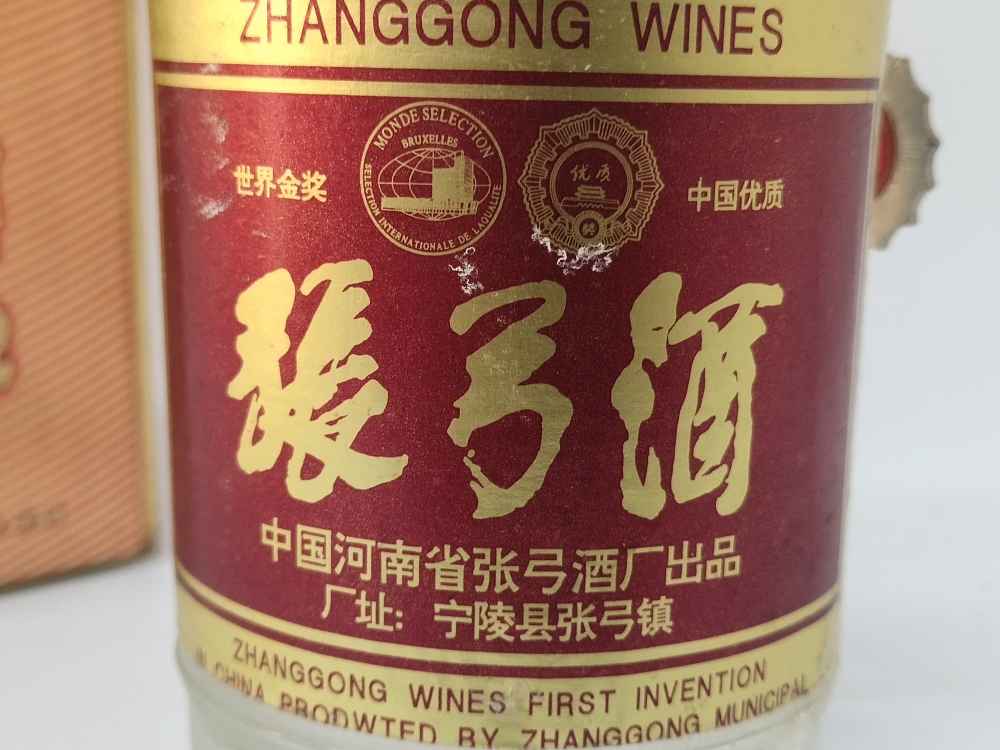 ZHANGGONG WINES
MONDE SELECTION
BRUXELLES
SELECTION INTERNATIONALE DE LAQUALITE
优质
世界金奖
中国优质
張弓酒
中国河南省张弓酒厂出品
厂址：宁陵县张弓镇
ZHANGGONG WINES FIRST INVENTION
IN CHINA PRODWTED BY ZHANGGONG MUNICIPAL